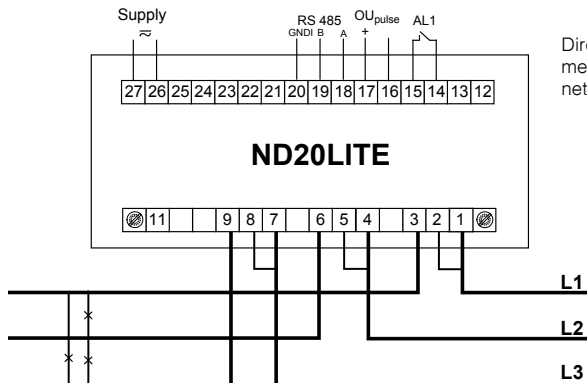 Supply
RS 485
OUpulse
AL1
GNDI B A +
Dire
me
net
27 26 25 24 23 22 21 20 19 18 17 16 15 14 13 12
ND20LITE
11 9 8 7 6 5 4 3 2 1
L1
L2
L3